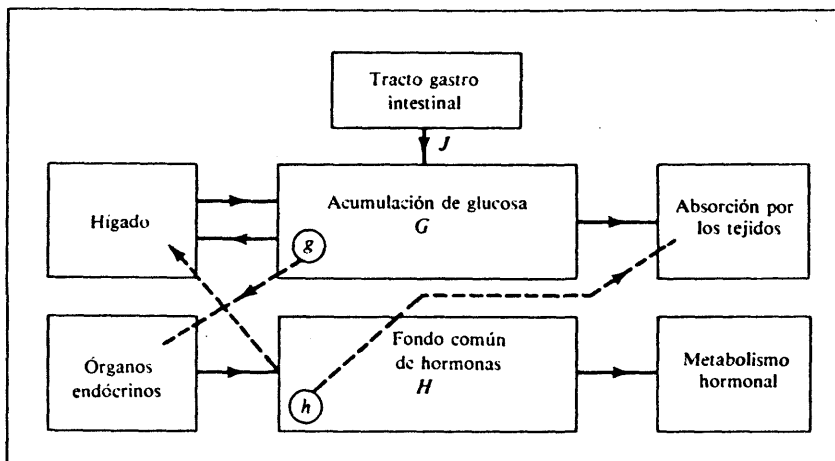 Tracto gastro
intestinal
J
Hígado
Acumulación de glucosa
G
g
Absorción por
los tejidos
Órganos
endócrinos
Fondo común
de hormonas
H
h
Metabolismo
hormonal